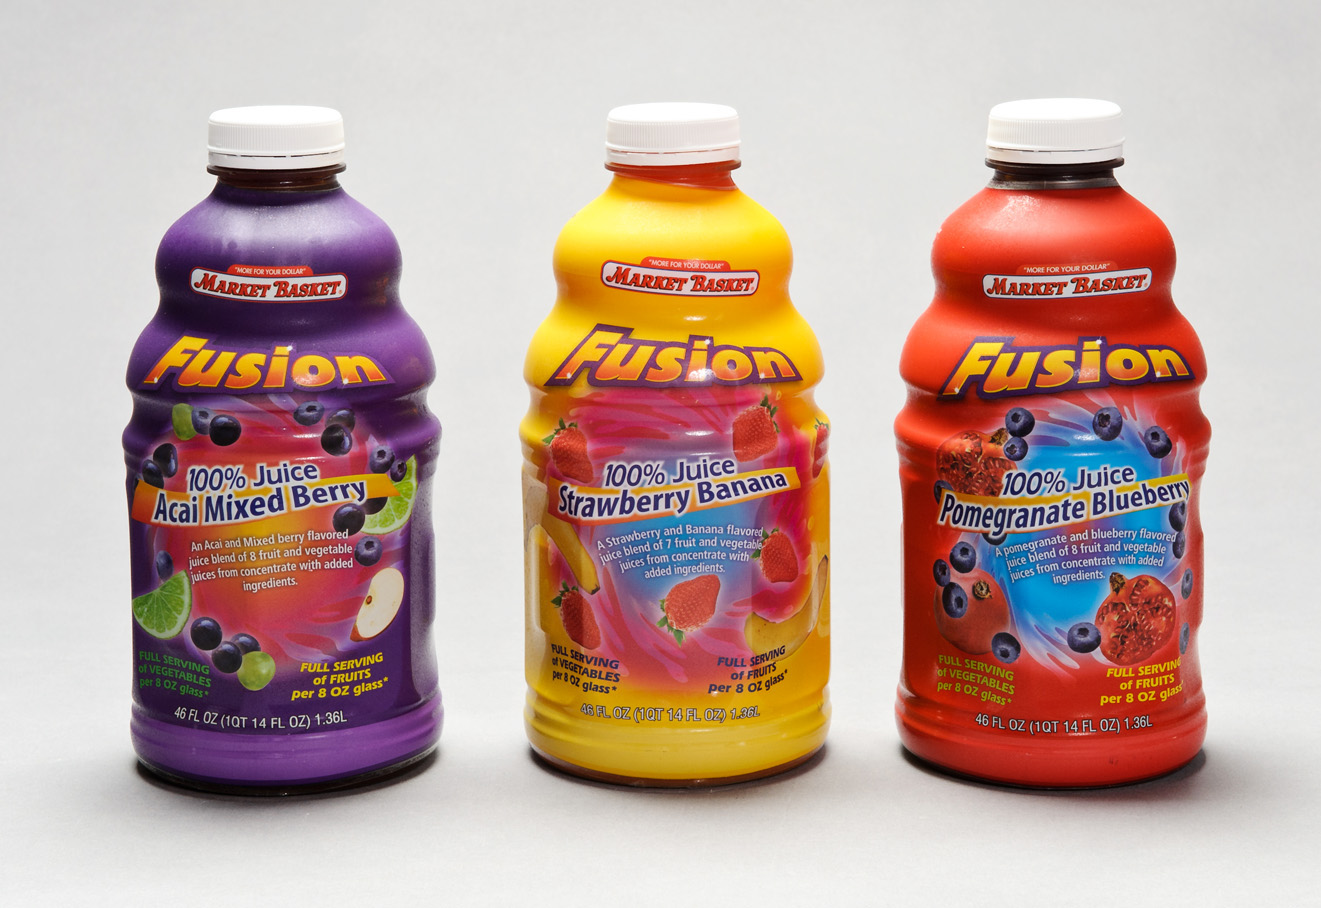 "MORE FOR YOUR DOLLAR"
MARKET BASKET
Fusion
100% Juice
Acai Mixed Berry
An Acai and Mixed berry flavored
juice blend of 8 fruit and vegetable
juices from concentrate with added
ingredients.
FULL SERVING
of VEGETABLES
per 8 OZ glass*
FULL SERVING
of FRUITS
per 8 OZ glass*
46 FL OZ (1QT 14 FL OZ) 1.36L
"MORE FOR YOUR DOLLAR"
MARKET BASKET
Fusion
100% Juice
Strawberry Banana
A Strawberry and Banana flavored
juice blend of 7 fruit and vegetable
juices from concentrate with
added ingredients.
FULL SERVING
of VEGETABLES
per 8 OZ glass*
FULL SERVING
of FRUITS
per 8 OZ glass*
46 FL OZ (1QT 14 FL OZ) 1.36L
"MORE FOR YOUR DOLLAR"
MARKET BASKET
Fusion
100% Juice
Pomegranate Blueberry
A pomegranate and blueberry flavored
juice blend of 8 fruit and vegetable
juices from concentrate with added
ingredients.
FULL SERVING
of VEGETABLES
per 8 OZ glass*
FULL SERVING
of FRUITS
per 8 OZ glass*
46 FL OZ (1QT 14 FL OZ) 1.36L